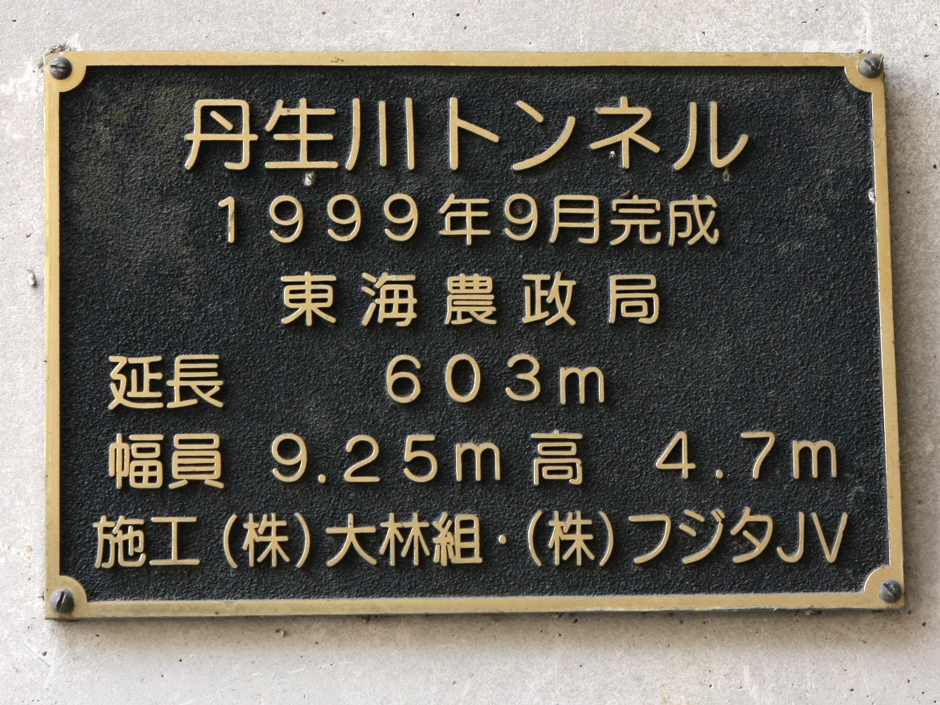 丹生川トンネル
1999年9月完成
東海農政局
延長 603m
幅員 9.25m 高 4.7m
施工(株)大林組・(株)フジタJV